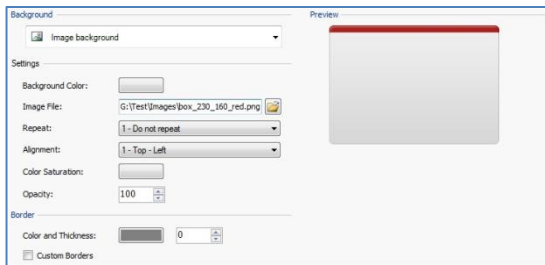 Background
Preview
Image background
Settings
Background Color:
Image File: G:\Test\Images\box_230_160_red.png
Repeat: 1 - Do not repeat
Alignment: 1 - Top - Left
Color Saturation:
Opacity: 100
Border
Color and Thickness: 0
Custom Borders